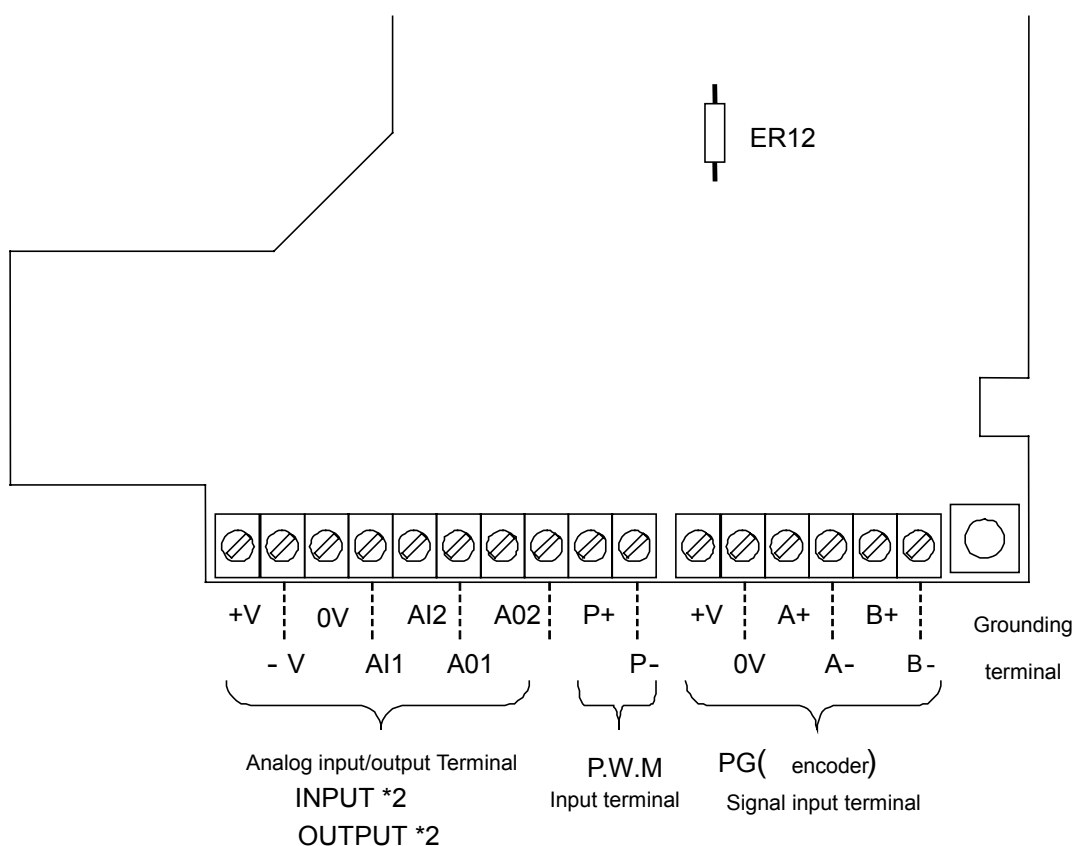 ER12
+V 0V AI2 A02 P+ +V A+ B+ Grounding
- V AI1 A01 P- 0V A- B- terminal
Analog input/output Terminal P.W.M PG( encoder)
INPUT *2 Input terminal Signal input terminal
OUTPUT *2